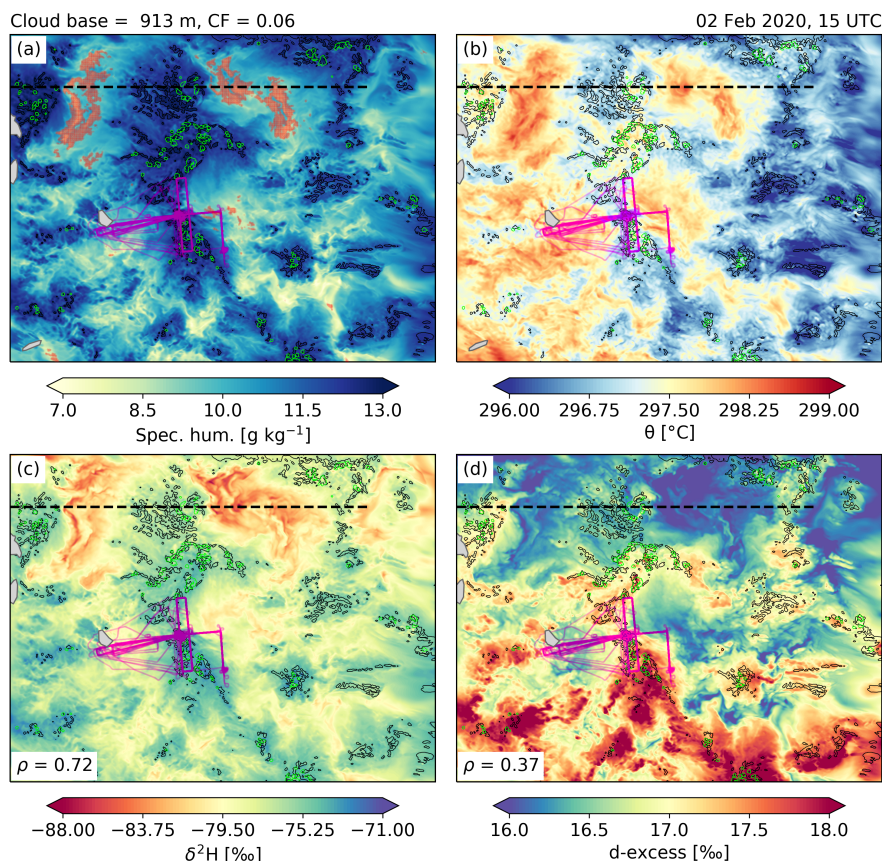 Cloud base =  913 m, CF = 0.06
02 Feb 2020, 15 UTC
(a)
(b)
7.0 8.5 10.0 11.5 13.0
Spec. hum. [g kg⁻¹]
296.00 296.75 297.50 298.25 299.00
θ [°C]
(c)
(d)
ρ = 0.72
ρ = 0.37
−88.00 −83.75 −79.50 −75.25 −71.00
δ²H [‰]
16.0 16.5 17.0 17.5 18.0
d-excess [‰]